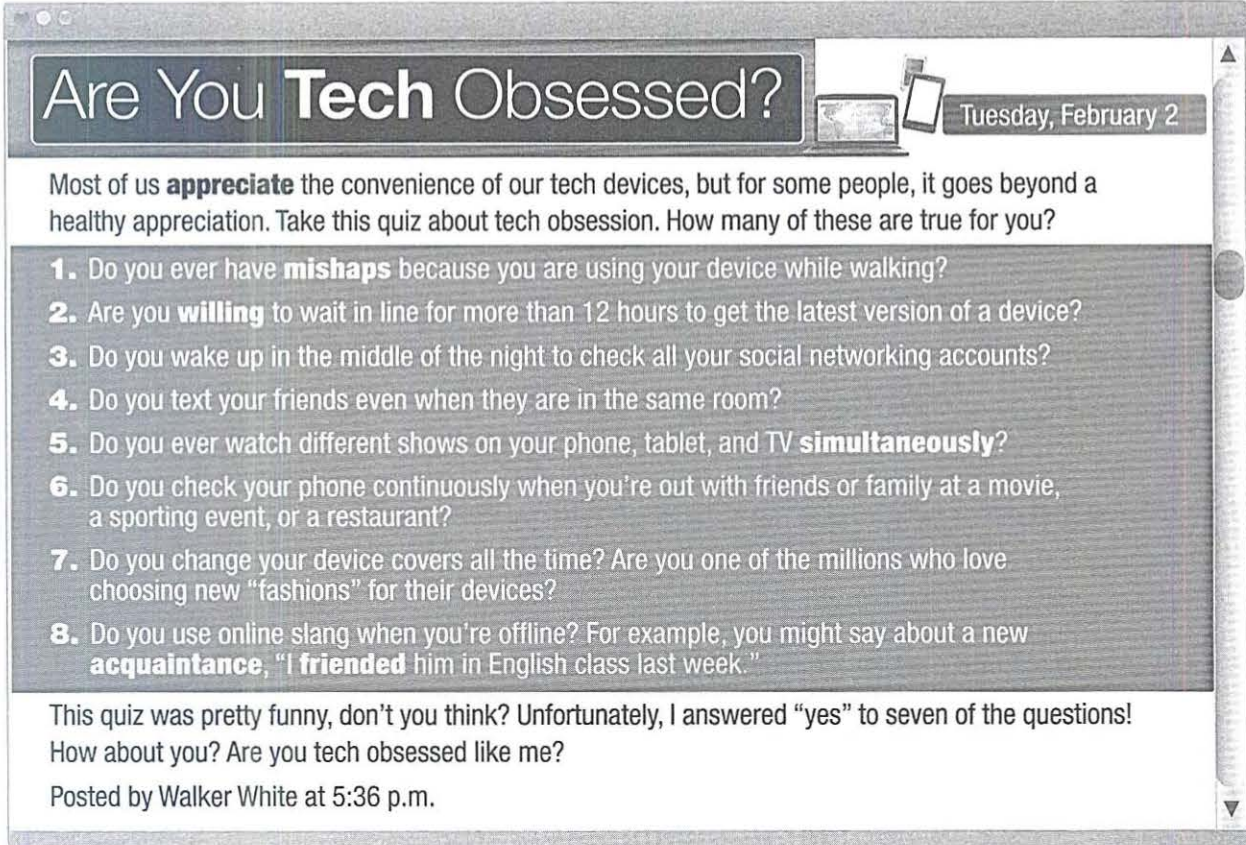 Are You Tech Obsessed?
Tuesday, February 2
Most of us appreciate the convenience of our tech devices, but for some people, it goes beyond a
healthy appreciation. Take this quiz about tech obsession. How many of these are true for you?
1. Do you ever have mishaps because you are using your device while walking?
2. Are you willing to wait in line for more than 12 hours to get the latest version of a device?
3. Do you wake up in the middle of the night to check all your social networking accounts?
4. Do you text your friends even when they are in the same room?
5. Do you ever watch different shows on your phone, tablet, and TV simultaneously?
6. Do you check your phone continuously when you're out with friends or family at a movie,
a sporting event, or a restaurant?
7. Do you change your device covers all the time? Are you one of the millions who love
choosing new "fashions" for their devices?
8. Do you use online slang when you're offline? For example, you might say about a new
acquaintance, "I friended him in English class last week."
This quiz was pretty funny, don't you think? Unfortunately, I answered "yes" to seven of the questions!
How about you? Are you tech obsessed like me?
Posted by Walker White at 5:36 p.m.